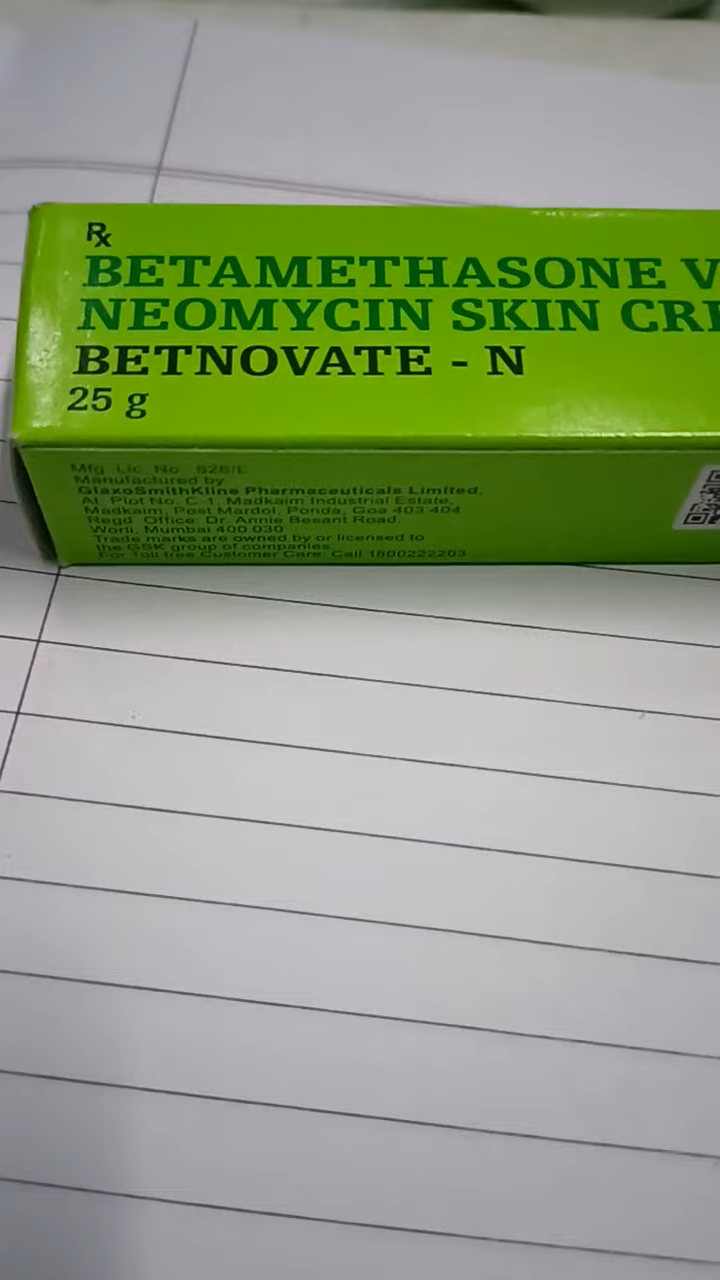 Rx
BETAMETHASONE V
NEOMYCIN SKIN CRE
BETNOVATE - N
25 g
Mfg. Lic. No. 626/L
Manufactured by
GlaxoSmithKline Pharmaceuticals Limited,
At. Plot No. C-1, Madkaim Industrial Estate,
Madkaim, Post Mardol, Ponda, Goa 403 404
Regd. Office: Dr. Annie Besant Road,
Worli, Mumbai 400 030
Trade marks are owned by or licensed to
the GSK group of companies
For Toll-free Customer Care: Call 1800222203